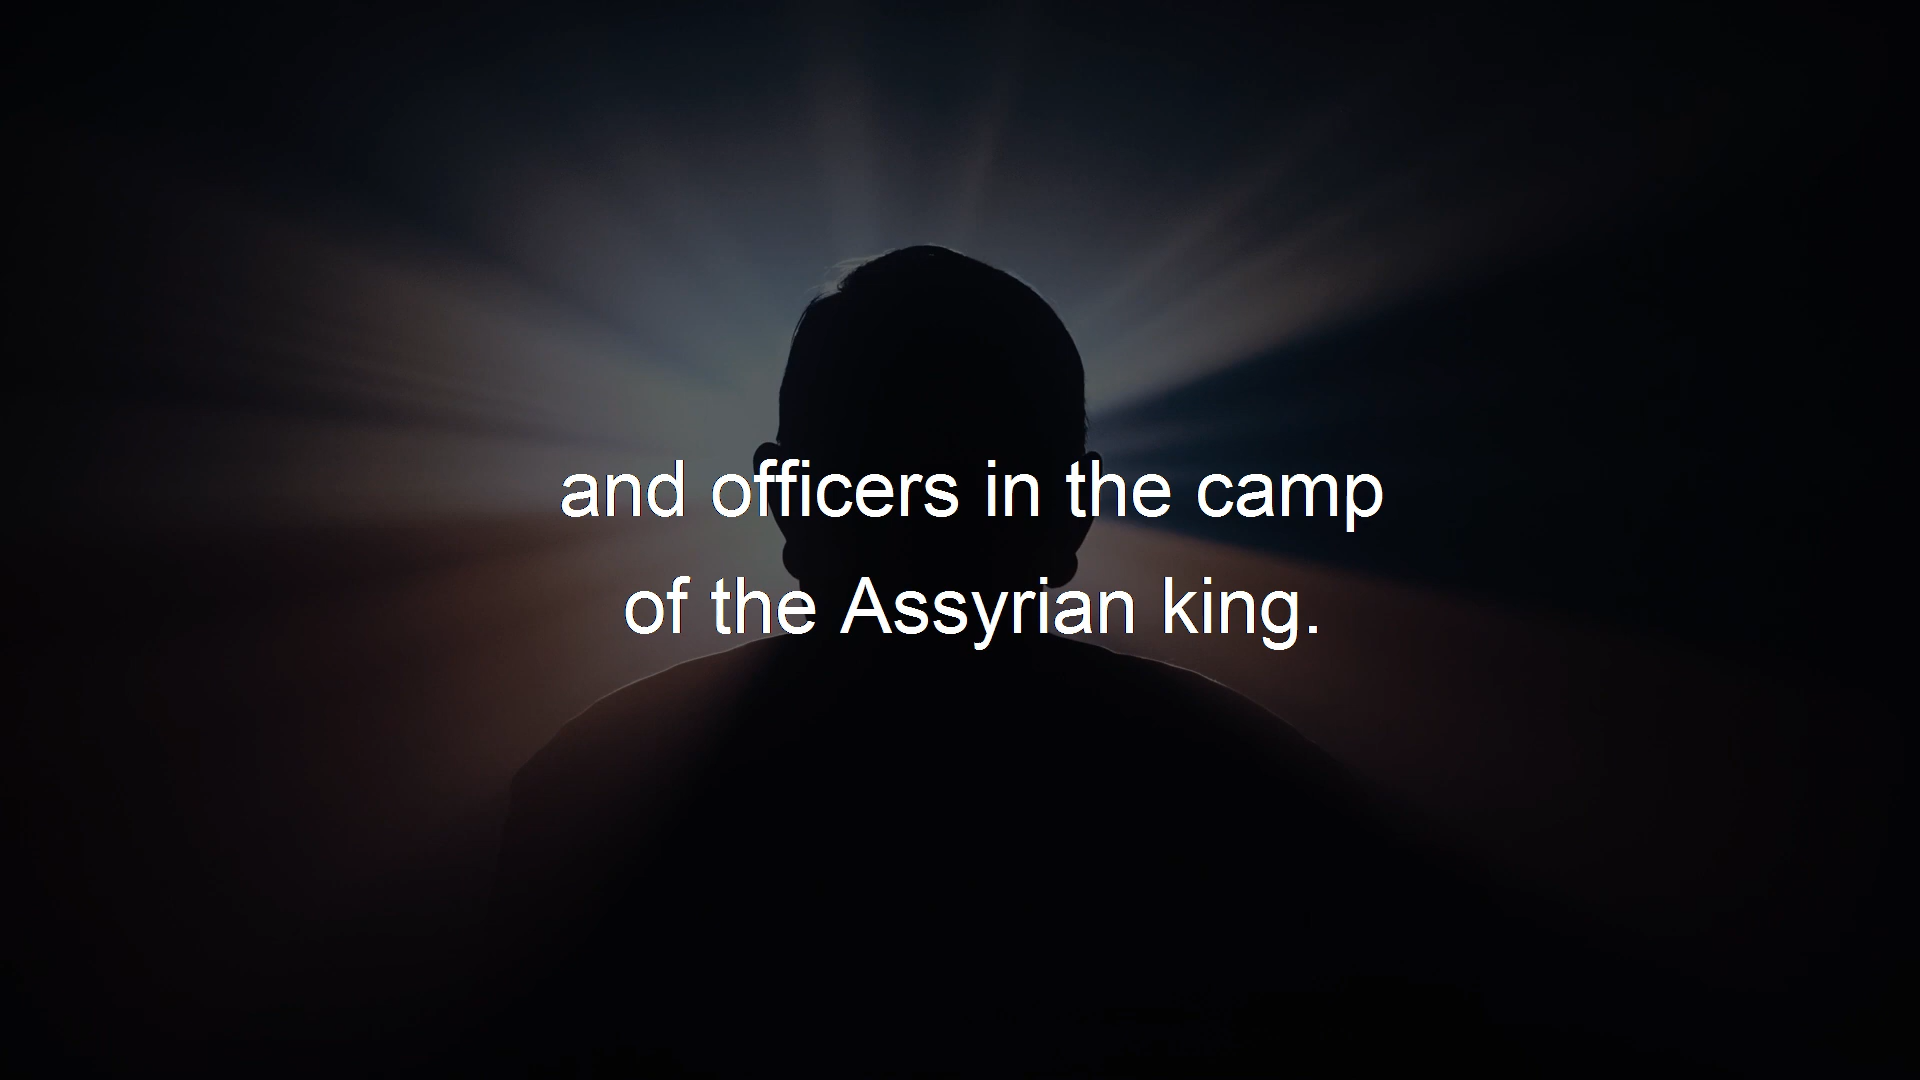 and officers in the camp
of the Assyrian king.